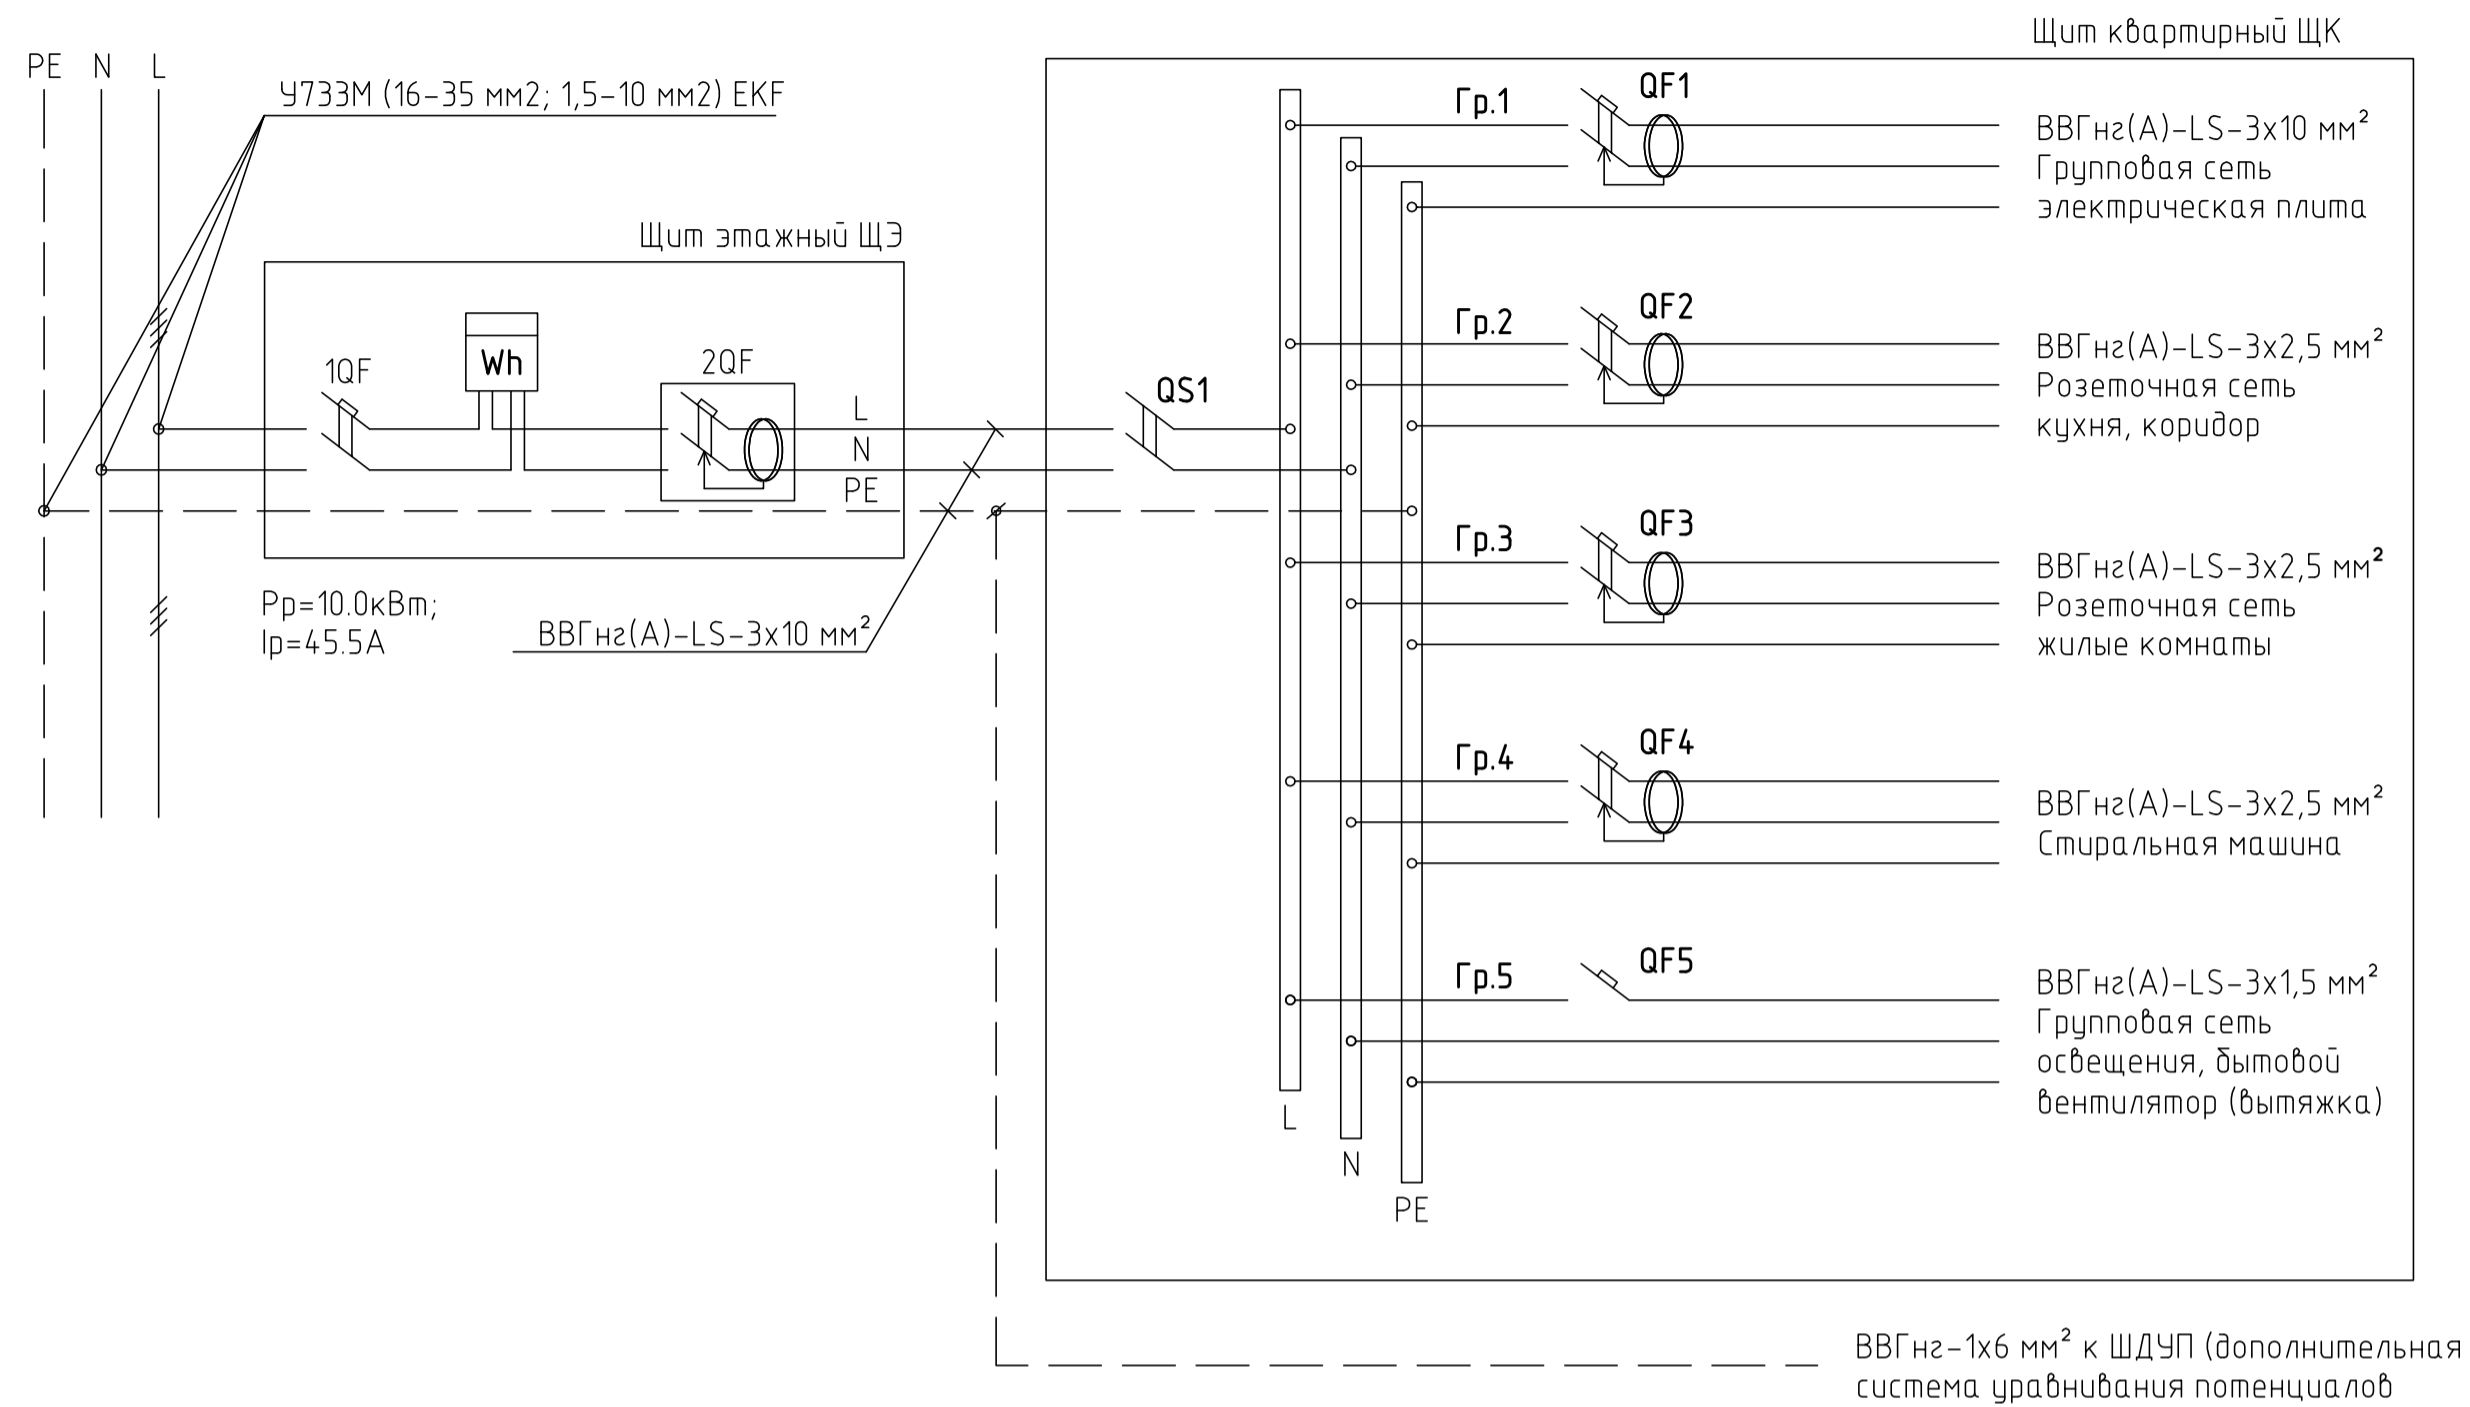 PE N L
У733М (16-35 мм2; 1,5-10 мм2) EKF
Щит этажный ЩЭ
1QF
Wh
2QF
L
N
PE
Рр=10.0кВт;
Iр=45.5А
ВВГнг(А)-LS-3х10 мм²
Щит квартирный ЩК
QS1
Гр.1
QF1
ВВГнг(А)-LS-3х10 мм²
Групповая сеть
электрическая плита
Гр.2
QF2
ВВГнг(А)-LS-3х2,5 мм²
Розеточная сеть
кухня, коридор
Гр.3
QF3
ВВГнг(А)-LS-3х2,5 мм²
Розеточная сеть
жилые комнаты
Гр.4
QF4
ВВГнг(А)-LS-3х2,5 мм²
Стиральная машина
Гр.5
QF5
ВВГнг(А)-LS-3х1,5 мм²
Групповая сеть
освещения, бытовой
вентилятор (вытяжка)
L
N
PE
ВВГнг-1х6 мм² к ШДУП (дополнительная
система уравнивания потенциалов